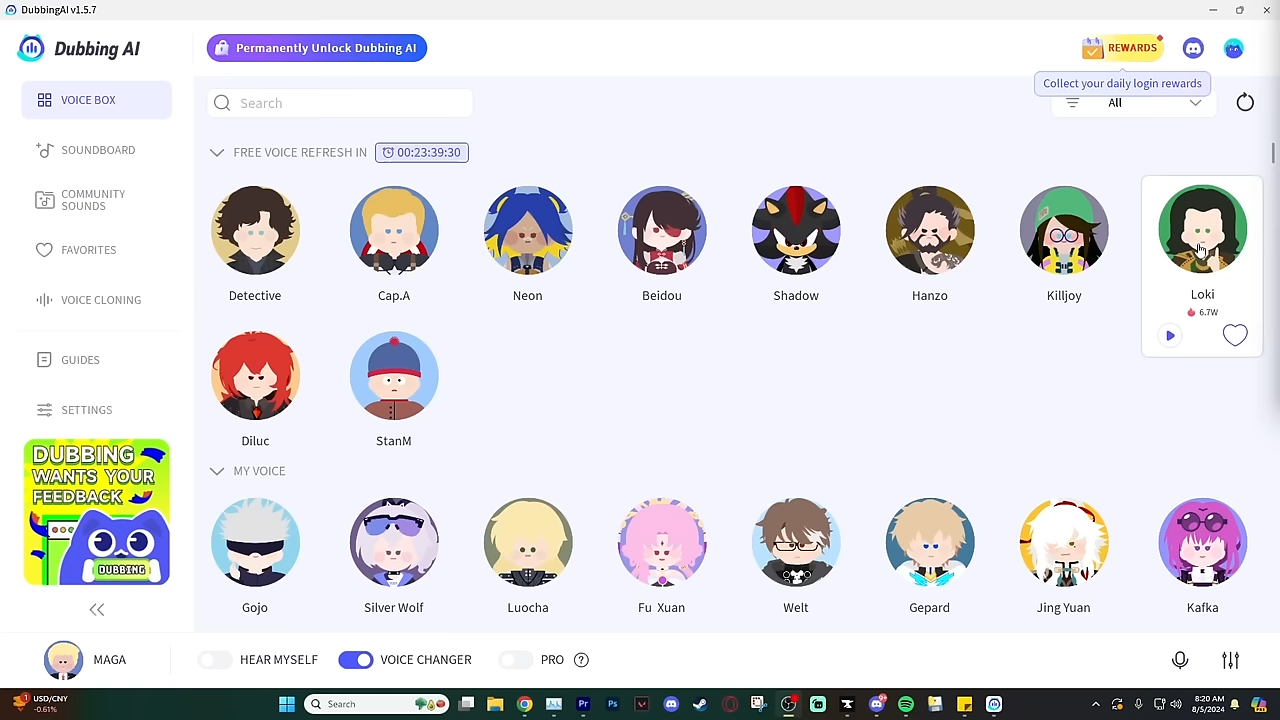 DubbingAI v1.5.7
Dubbing AI
Permanently Unlock Dubbing AI
REWARDS
Collect your daily login rewards
VOICE BOX
Search
All
SOUNDBOARD
FREE VOICE REFRESH IN
00:23:39:30
COMMUNITY
SOUNDS
FAVORITES
VOICE CLONING
GUIDES
SETTINGS
Detective
Cap.A
Neon
Beidou
Shadow
Hanzo
Killjoy
Loki
6.7W
Diluc
StanM
MY VOICE
Gojo
Silver Wolf
Luocha
Fu Xuan
Welt
Gepard
Jing Yuan
Kafka
DUBBING
WANTS YOUR
FEEDBACK
DUBBING
MAGA
HEAR MYSELF
VOICE CHANGER
PRO
?
1
USD/CNY
-0.61%
Search
Pr
Ps
8:20 AM
8/5/2024